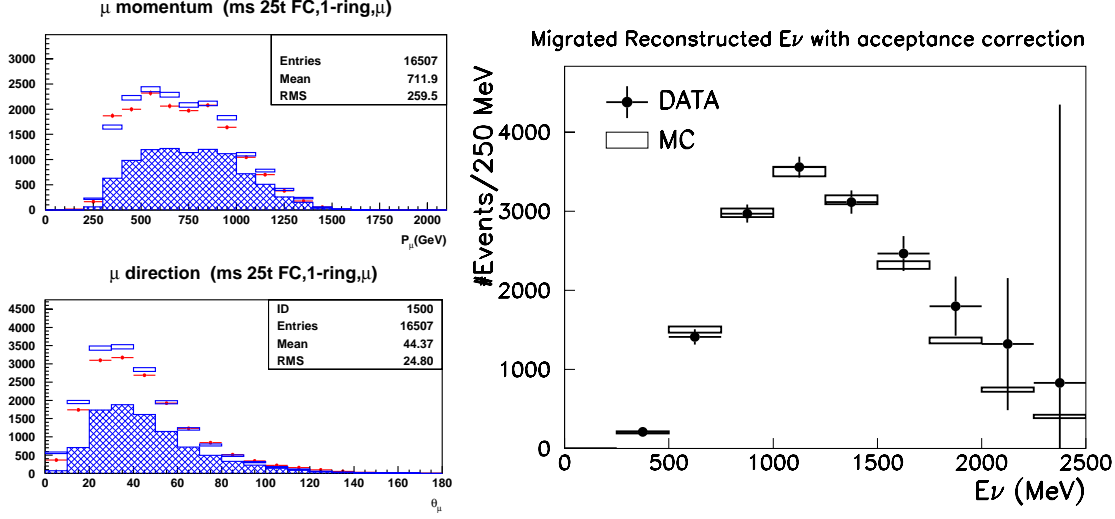 μ momentum (ms 25t FC,1-ring,μ)
Entries 16507
Mean 711.9
RMS 259.5
3000
2500
2000
1500
1000
500
0
0 250 500 750 1000 1250 1500 1750 2000
Pμ(GeV)
μ direction (ms 25t FC,1-ring,μ)
ID 1500
Entries 16507
Mean 44.37
RMS 24.80
4500
4000
3500
3000
2500
2000
1500
1000
500
0
0 20 40 60 80 100 120 140 160 180
θμ
Migrated Reconstructed Eν with acceptance correction
#Events/250 MeV
DATA
MC
4000
3000
2000
1000
0
0 500 1000 1500 2000 2500
Eν (MeV)